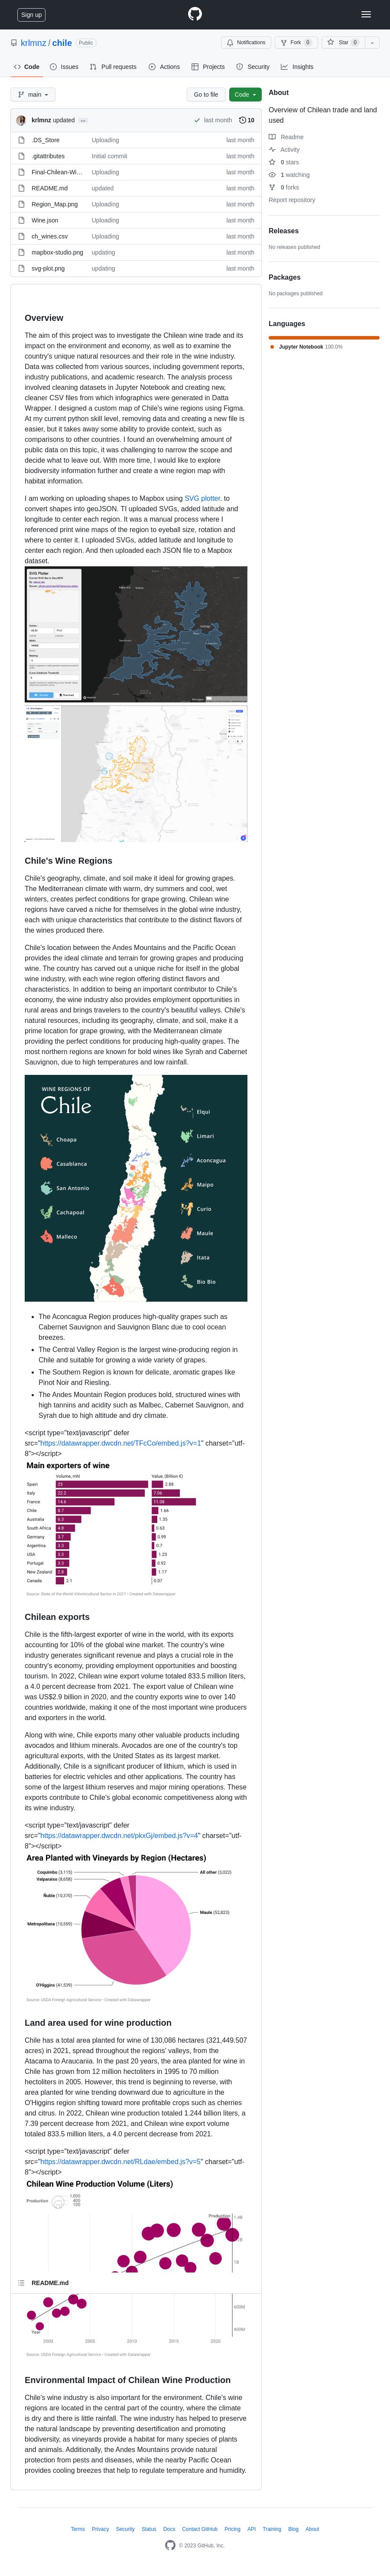 Sign up
krlmnz / chile Public
Notifications
Fork 0
Star 0
Code
Issues
Pull requests
Actions
Projects
Security
Insights
main
Go to file
Code
krlmnz updated ...
last month
10
.DS_Store Uploading last month
.gitattributes Initial commit last month
Final-Chilean-Wi... Uploading last month
README.md updated last month
Region_Map.png Uploading last month
Wine.json Uploading last month
ch_wines.csv Uploading last month
mapbox-studio.png updating last month
svg-plot.png updating last month
About
Overview of Chilean trade and land
used
Readme
Activity
0 stars
1 watching
0 forks
Report repository
Releases
No releases published
Packages
No packages published
Languages
Jupyter Notebook 100.0%
Overview
The aim of this project was to investigate the Chilean wine trade and its
impact on the environment and economy, as well as to examine the
country's unique natural resources and their role in the wine industry.
Data was collected from various sources, including government reports,
industry publications, and academic research. The analysis process
involved cleaning datasets in Jupyter Notebook and creating new,
cleaner CSV files from which infographics were generated in Datta
Wrapper. I designed a custom map of Chile's wine regions using Figma.
At my current python skill level, removing data and creating a new file is
easier, but it takes away some ability to provide context, such as
comparisons to other countries. I found it surprising that there is not a lot
public data on this topic, it was challenging to narrow the scope and
decide what to leave out. With more time, I would like to explore
biodiversity information further and create a wine region map with
habitat information.
I am working on uploading shapes to Mapbox using SVG plotter. to
convert shapes into geoJSON. TI uploaded SVGs, added latitude and
longitude to center each region. It was a manual process where I
referenced print wine maps of the regions to eyeball size, rotation and
where to center it. I uploaded SVGs, added latitude and longitude to
center each region. And then uploaded each JSON file to a Mapbox
dataset.
SVG Plotter
Chile's Wine Regions
Chile's geography, climate, and soil make it ideal for growing grapes.
The Mediterranean climate with warm, dry summers and cool, wet
winters, creates perfect conditions for grape growing. Chilean wine
regions have carved a niche for themselves in the global wine industry,
each with unique characteristics that contribute to the distinct flavors of
the wines produced there.
Chile's location between the Andes Mountains and the Pacific Ocean
provides the ideal climate and terrain for growing grapes and producing
wine. The country has carved out a unique niche for itself in the global
wine industry, with each wine region offering distinct flavors and
characteristics. In addition to being an important contributor to Chile's
economy, the wine industry also provides employment opportunities in
rural areas and brings travelers to the country's beautiful valleys. Chile's
natural resources, including its geography, climate, and soil, make it a
prime location for grape growing, with the Mediterranean climate
providing the perfect conditions for producing high-quality grapes. The
most northern regions are known for bold wines like Syrah and Cabernet
Sauvignon, due to high temperatures and low rainfall.
WINE REGIONS OF
Chile
Elqui
Choapa
Limari
Casablanca
Aconcagua
San Antonio
Maipo
Cachapoal
Curio
Malleco
Maule
Itata
Bio Bio
The Aconcagua Region produces high-quality grapes such as
Cabernet Sauvignon and Sauvignon Blanc due to cool ocean
breezes.
The Central Valley Region is the largest wine-producing region in
Chile and suitable for growing a wide variety of grapes.
The Southern Region is known for delicate, aromatic grapes like
Pinot Noir and Riesling.
The Andes Mountain Region produces bold, structured wines with
high tannins and acidity such as Malbec, Cabernet Sauvignon, and
Syrah due to high altitude and dry climate.
<script type="text/javascript" defer
src="https://datawrapper.dwcdn.net/TFcCo/embed.js?v=1" charset="utf-
8"></script>
Main exporters of wine
Volume, mhl Value, (Billion €)
Spain 23 2.88
Italy 22.2 7.06
France 14.6 11.08
Chile 8.7 1.66
Australia 6.3 1.35
South Africa 4.8 0.63
Germany 3.7 0.99
Argentina 3.3 0.7
USA 3.3 1.23
Portugal 3.3 0.92
New Zealand 2.8 1.17
Canada 2.1 0.07
Source: State of the World Vitivinicultural Sector in 2021 • Created with Datawrapper
Chilean exports
Chile is the fifth-largest exporter of wine in the world, with its exports
accounting for 10% of the global wine market. The country's wine
industry generates significant revenue and plays a crucial role in the
country's economy, providing employment opportunities and boosting
tourism. In 2022, Chilean wine export volume totaled 833.5 million liters,
a 4.0 percent decrease from 2021. The export value of Chilean wine
was US$2.9 billion in 2020, and the country exports wine to over 140
countries worldwide, making it one of the most important wine producers
and exporters in the world.
Along with wine, Chile exports many other valuable products including
avocados and lithium minerals. Avocados are one of the country's top
agricultural exports, with the United States as its largest market.
Additionally, Chile is a significant producer of lithium, which is used in
batteries for electric vehicles and other applications. The country has
some of the largest lithium reserves and major mining operations. These
exports contribute to Chile's global economic competitiveness along with
its wine industry.
<script type="text/javascript" defer
src="https://datawrapper.dwcdn.net/pkxGj/embed.js?v=4" charset="utf-
8"></script>
Area Planted with Vineyards by Region (Hectares)
Coquimbo (3,115)
All other (3,022)
Valparaiso (8,658)
Ñuble (10,370)
Maule (52,823)
Metropolitana (10,559)
O'Higgins (41,539)
Source: USDA Foreign Agricultural Service • Created with Datawrapper
Land area used for wine production
Chile has a total area planted for wine of 130,086 hectares (321,449.507
acres) in 2021, spread throughout the regions' valleys, from the
Atacama to Araucania. In the past 20 years, the area planted for wine in
Chile has grown from 12 million hectoliters in 1995 to 70 million
hectoliters in 2005. However, this trend is beginning to reverse, with
area planted for wine trending downward due to agriculture in the
O'Higgins region shifting toward more profitable crops such as cherries
and citrus. In 2022, Chilean wine production totaled 1.244 billion liters, a
7.39 percent decrease from 2021, and Chilean wine export volume
totaled 833.5 million liters, a 4.0 percent decrease from 2021.
<script type="text/javascript" defer
src="https://datawrapper.dwcdn.net/RLdae/embed.js?v=5" charset="utf-
8"></script>
Chilean Wine Production Volume (Liters)
Production
Production
1.4B
1.2B
1B
README.md
600M
400M
Year
2000 2005 2010 2015 2020
Source: USDA Foreign Agricultural Service • Created with Datawrapper
Environmental Impact of Chilean Wine Production
Chile's wine industry is also important for the environment. Chile's wine
regions are located in the central part of the country, where the climate
is dry and there is little rainfall. The wine industry has helped to preserve
the natural landscape by preventing desertification and promoting
biodiversity, as vineyards provide a habitat for many species of plants
and animals. Additionally, the Andes Mountains provide natural
protection from pests and diseases, while the nearby Pacific Ocean
provides cooling breezes that help to regulate temperature and humidity.
Terms Privacy Security Status Docs Contact GitHub Pricing API Training Blog About
© 2023 GitHub, Inc.